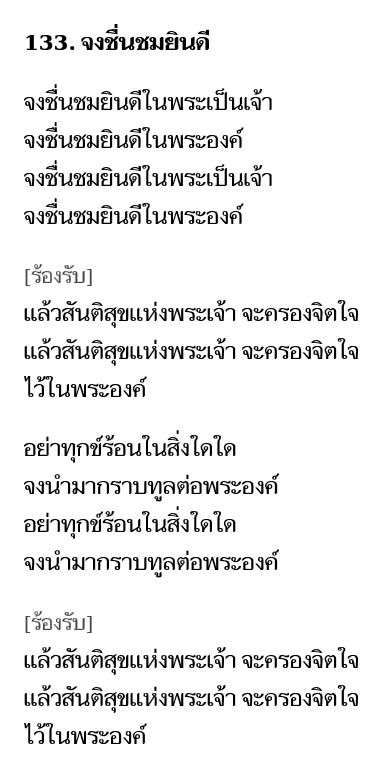 133. จงชื่นชมยินดี
จงชื่นชมยินดีในพระเป็นเจ้า
จงชื่นชมยินดีในพระองค์
จงชื่นชมยินดีในพระเป็นเจ้า
จงชื่นชมยินดีในพระองค์
[ร้องรับ]
แล้วสันติสุขแห่งพระเจ้า จะครองจิตใจ
แล้วสันติสุขแห่งพระเจ้า จะครองจิตใจ
ไว้ในพระองค์
อย่าทุกข์ร้อนในสิ่งใดใด
จงนำมากราบทูลต่อพระองค์
อย่าทุกข์ร้อนในสิ่งใดใด
จงนำมากราบทูลต่อพระองค์
[ร้องรับ]
แล้วสันติสุขแห่งพระเจ้า จะครองจิตใจ
แล้วสันติสุขแห่งพระเจ้า จะครองจิตใจ
ไว้ในพระองค์